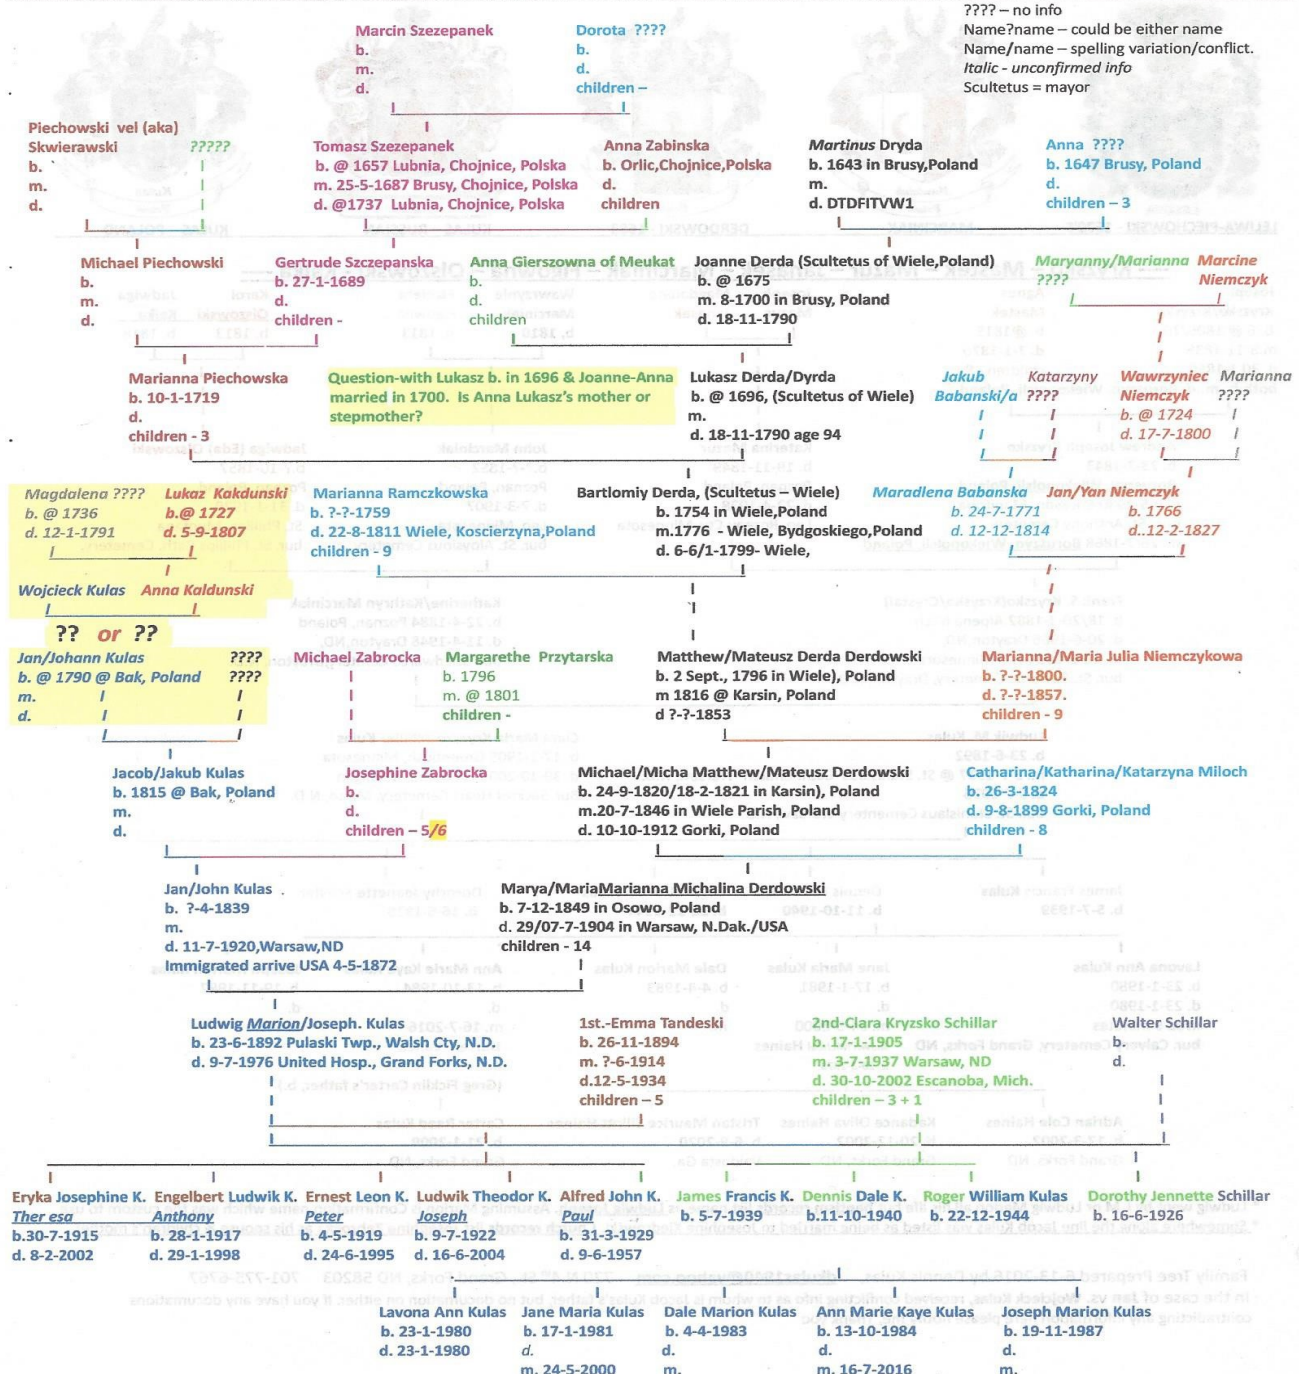 ???? – no info
Name?name – could be either name
Name/name – spelling variation/conflict.
Italic - unconfirmed info
Scultetus = mayor
Marcin Szezepanek
b.
m.
d.
Dorota ????
b.
d.
children –
Piechowski vel (aka)
Skwierawski ?????
b.
m.
d.
Tomasz Szezepanek
b. @ 1657 Lubnia, Chojnice, Polska
m. 25-5-1687 Brusy, Chojnice, Polska
d. @1737 Lubnia, Chojnice, Polska
Anna Zabinska
b. Orlic,Chojnice,Polska
d.
children
Martinus Dryda
b. 1643 in Brusy,Poland
m.
d. DTDFITVW1
Anna ????
b. 1647 Brusy, Poland
d.
children – 3
Michael Piechowski
b.
m.
d.
Gertrude Szczepanska
b. 27-1-1689
d.
children -
Anna Gierszowna of Meukat
b.
d.
children
Joanne Derda (Scultetus of Wiele,Poland)
b. @ 1675
m. 8-1700 in Brusy, Poland
d. 18-11-1790
Maryanny/Marianna
????
Marcine
Niemczyk
Marianna Piechowska
b. 10-1-1719
d.
children - 3
Question-with Lukasz b. in 1696 & Joanne-Anna
married in 1700. Is Anna Lukasz's mother or
stepmother?
Lukasz Derda/Dyrda
b. @ 1696, (Scultetus of Wiele)
m.
d. 18-11-1790 age 94
Jakub
Babanski/a
Katarzyny
????
Wawrzyniec
Niemczyk
b. @ 1724
d. 17-7-1800
Marianna
????
Magdolena ????
b. @ 1736
d. 12-1-1791
Lukaz Kakdunski
b.@ 1727
d. 5-9-1807
Marianna Ramczkowska
b. ?-?-1759
d. 22-8-1811 Wiele, Koscierzyna,Poland
children - 9
Bartlomiy Derda, (Scultetus – Wiele)
b. 1754 in Wiele,Poland
m.1776 - Wiele, Bydgoskiego,Poland
d. 6-6/1-1799- Wiele,
Maradlena Babanska
b. 24-7-1771
d. 12-12-1814
Jan/Yan Niemczyk
b. 1766
d..12-2-1827
Wojcieck Kulas Anna Kaldunski
?? or ??
Jan/Johann Kulas
b. @ 1790 @ Bak, Poland
m.
d.
????
????
Michael Zabrocka
Margarethe Przytarska
b. 1796
m. @ 1801
children -
Matthew/Mateusz Derda Derdowski
b. 2 Sept., 1796 in Wiele), Poland
m 1816 @ Karsin, Poland
d ?-?-1853
Marianna/Maria Julia Niemczykowa
b. ?-?-1800.
d. ?-?-1857.
children - 9
Jacob/Jakub Kulas
b. 1815 @ Bak, Poland
m.
d.
Josephine Zabrocka
b.
d.
children – 5/6
Michael/Micha Matthew/Mateusz Derdowski
b. 24-9-1820/18-2-1821 in Karsin), Poland
m.20-7-1846 in Wiele Parish, Poland
d. 10-10-1912 Gorki, Poland
Catharina/Katharina/Katarzyna Miloch
b. 26-3-1824
d. 9-8-1899 Gorki, Poland
children - 8
Jan/John Kulas
b. ?-4-1839
m.
d. 11-7-1920,Warsaw,ND
Immigrated arrive USA 4-5-1872
Marya/MariaMarianna Michalina Derdowski
b. 7-12-1849 in Osowo, Poland
d. 29/07-7-1904 in Warsaw, N.Dak./USA
children - 14
Ludwig Marion/Joseph. Kulas
b. 23-6-1892 Pulaski Twp., Walsh Cty, N.D.
d. 9-7-1976 United Hosp., Grand Forks, N.D.
1st.-Emma Tandeski
b. 26-11-1894
m. ?-6-1914
d.12-5-1934
children – 5
2nd-Clara Kryzsko Schillar
b. 17-1-1905
m. 3-7-1937 Warsaw, ND
d. 30-10-2002 Escanoba, Mich.
children – 3 + 1
Walter Schillar
b.
d.
Eryka Josephine K.
Ther esa
b.30-7-1915
d. 8-2-2002
Engelbert Ludwik K.
Anthony
b. 28-1-1917
d. 29-1-1998
Ernest Leon K.
Peter
b. 4-5-1919
d. 24-6-1995
Ludwik Theodor K.
Joseph
b. 9-7-1922
d. 16-6-2004
Alfred John K.
Paul
b. 31-3-1929
d. 9-6-1957
James Francis K.
b. 5-7-1939
Dennis Dale K.
b.11-10-1940
Roger William Kulas
b. 22-12-1944
Dorothy Jennette Schillar
b. 16-6-1926
Lavona Ann Kulas
b. 23-1-1980
d. 23-1-1980
Jane Maria Kulas
b. 17-1-1981
d.
m. 24-5-2000
Dale Marion Kulas
b. 4-4-1983
d.
m.
Ann Marie Kaye Kulas
b. 13-10-1984
d.
m. 16-7-2016
Joseph Marion Kulas
b. 19-11-1987
d.
m.